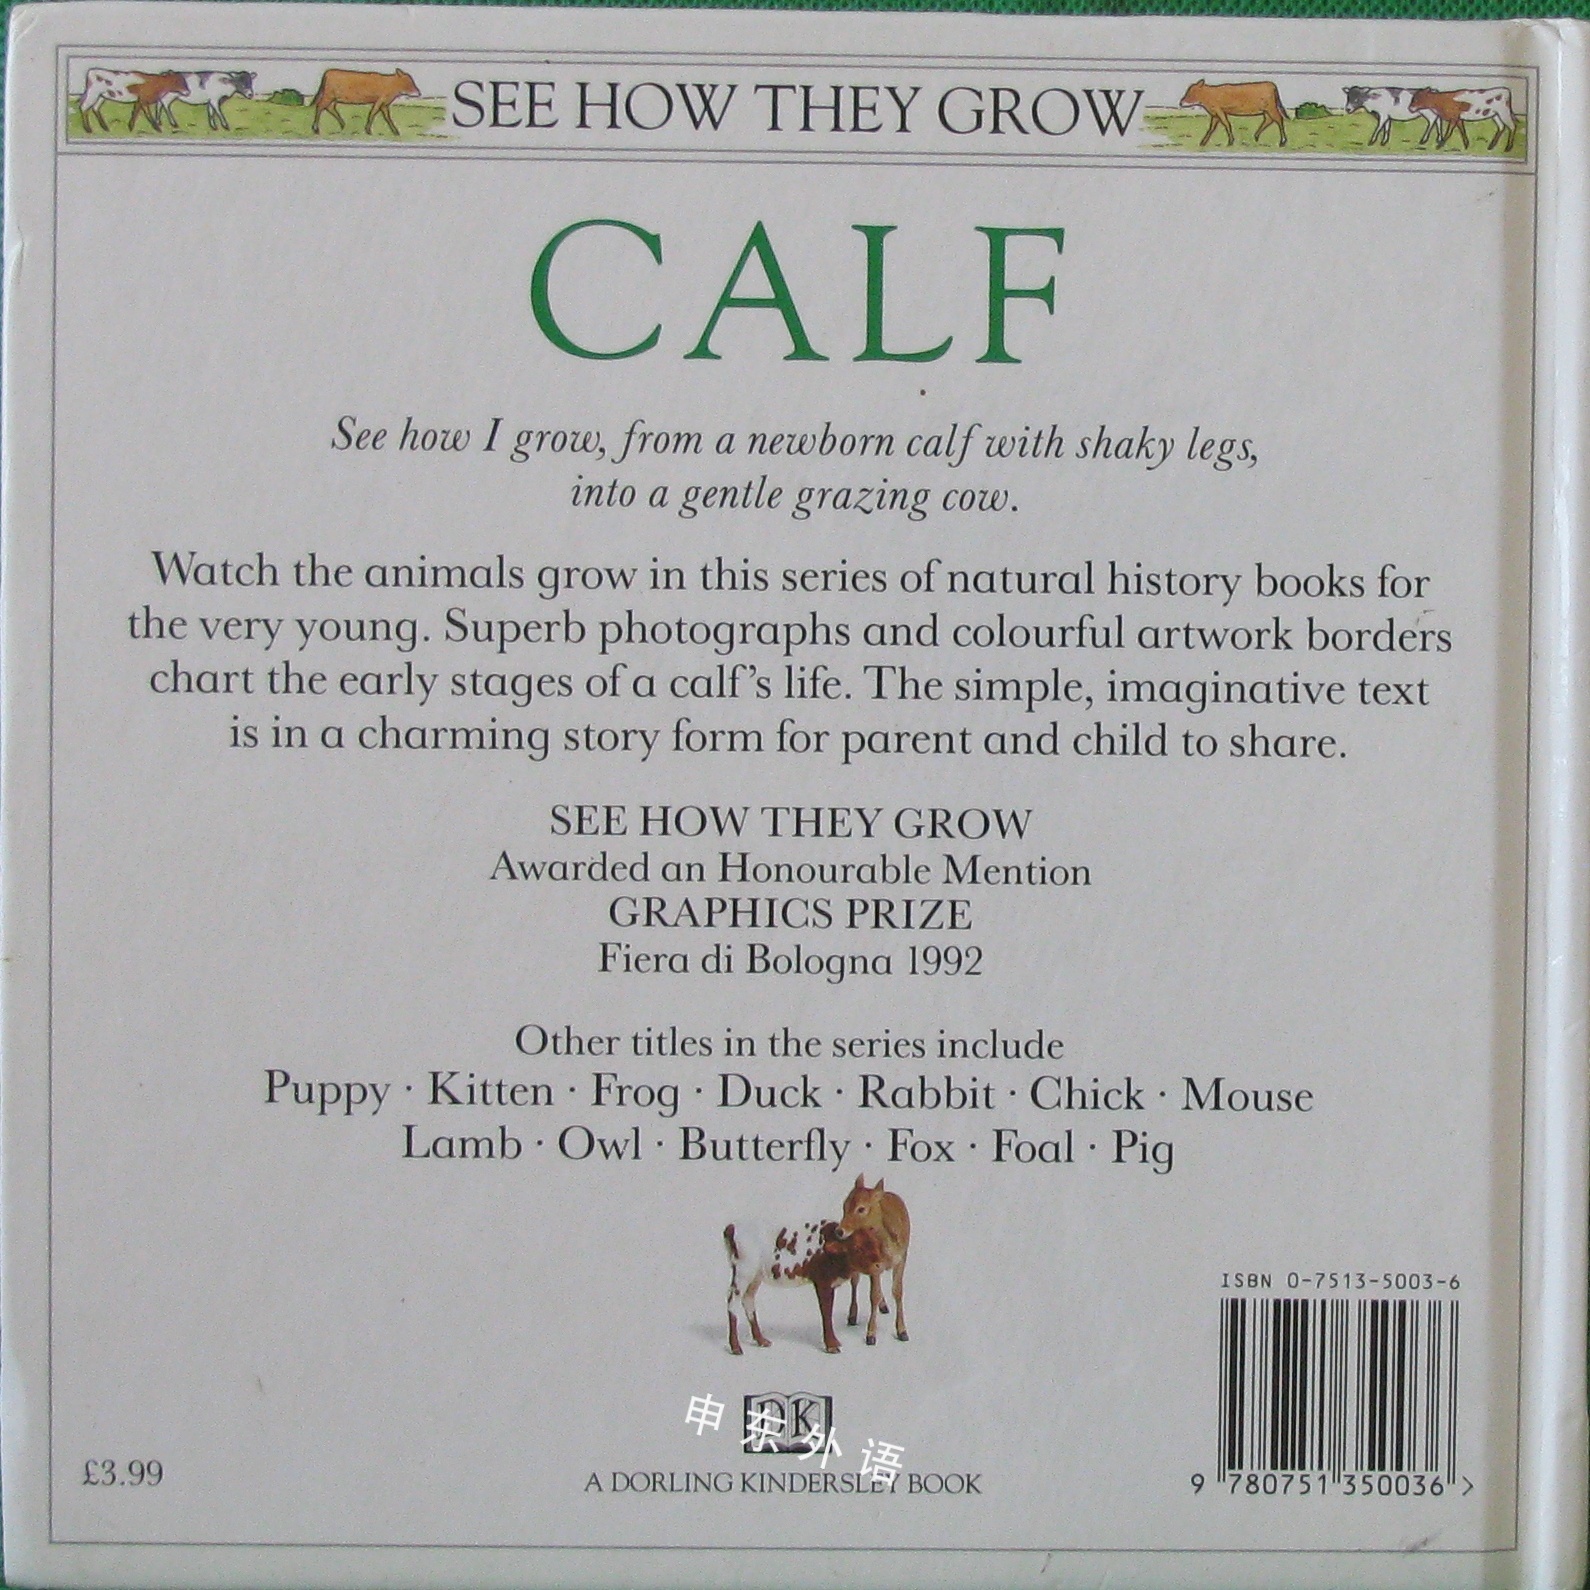 SEE HOW THEY GROW
CALF
See how I grow, from a newborn calf with shaky legs,
into a gentle grazing cow.
Watch the animals grow in this series of natural history books for
the very young. Superb photographs and colourful artwork borders
chart the early stages of a calf's life. The simple, imaginative text
is in a charming story form for parent and child to share.
SEE HOW THEY GROW
Awarded an Honourable Mention
GRAPHICS PRIZE
Fiera di Bologna 1992
Other titles in the series include
Puppy · Kitten · Frog · Duck · Rabbit · Chick · Mouse
Lamb · Owl · Butterfly · Fox · Foal · Pig
ISBN 0-7513-5003-6
DK
申东外语
£3.99
A DORLING KINDERSLEY BOOK
9 780751 350036 >